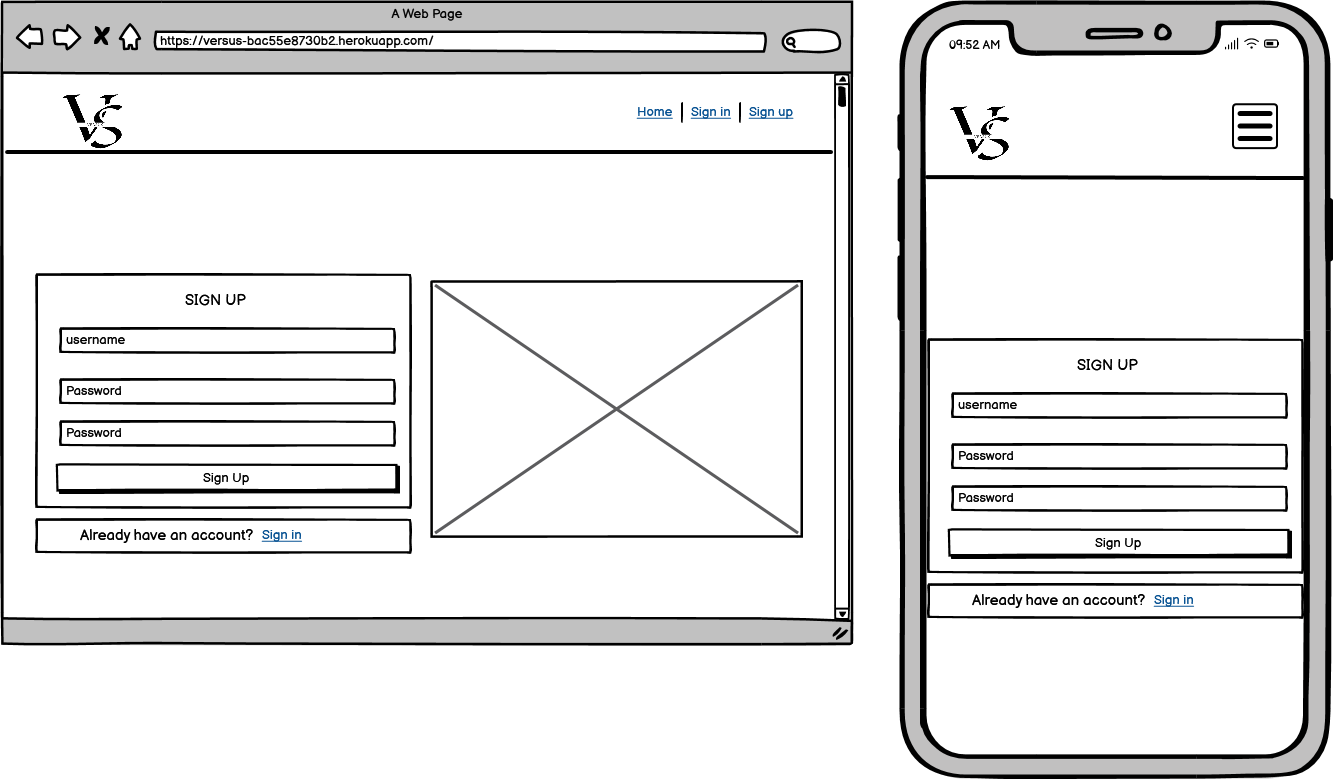 A Web Page
https://versus-bac55e8730b2.herokuapp.com/
VS
Home | Sign in | Sign up
SIGN UP
username
Password
Password
Sign Up
Already have an account? Sign in
09:52 AM
VS
SIGN UP
username
Password
Password
Sign Up
Already have an account? Sign in